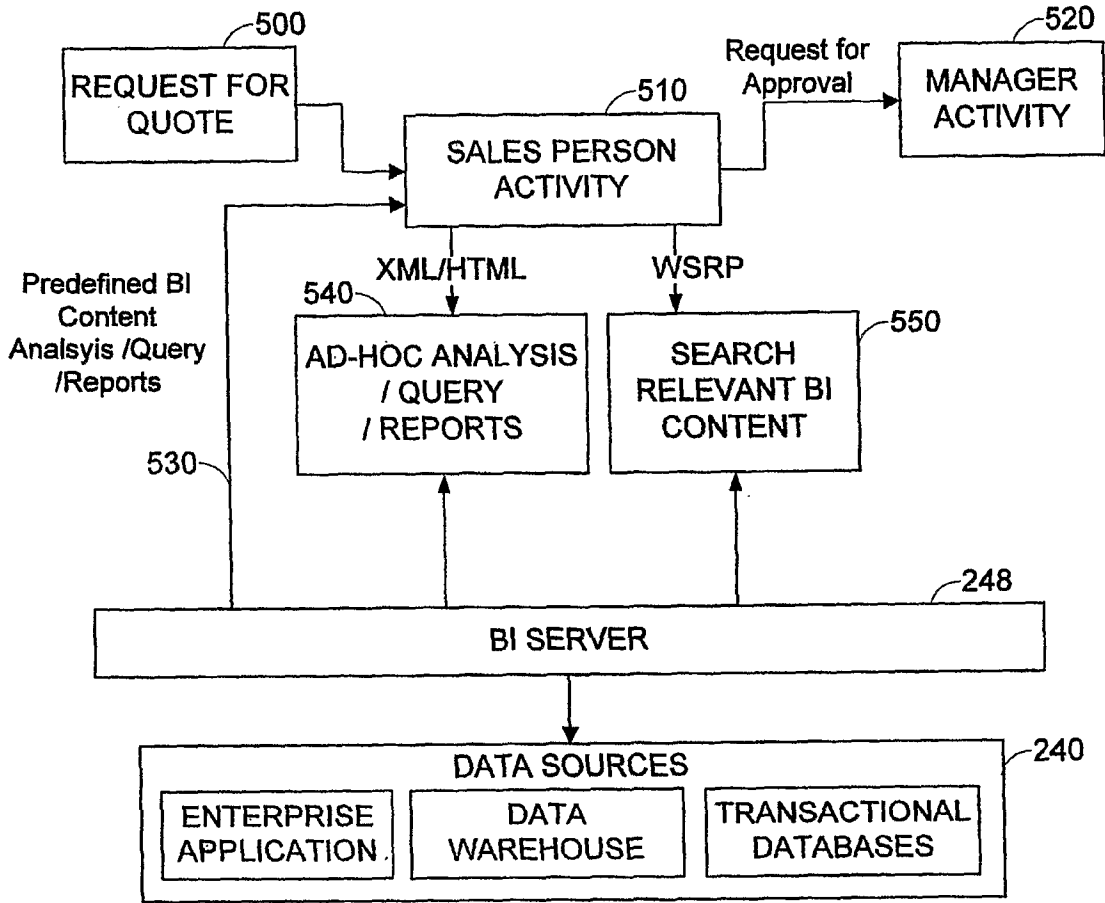 500
REQUEST FOR
QUOTE
510
SALES PERSON
ACTIVITY
Request for
Approval
520
MANAGER
ACTIVITY
Predefined BI
Content
Analsyis /Query
/Reports
530
XML/HTML
WSRP
540
AD-HOC ANALYSIS
/ QUERY
/ REPORTS
550
SEARCH
RELEVANT BI
CONTENT
248
BI SERVER
240
DATA SOURCES
ENTERPRISE
APPLICATION
DATA
WAREHOUSE
TRANSACTIONAL
DATABASES